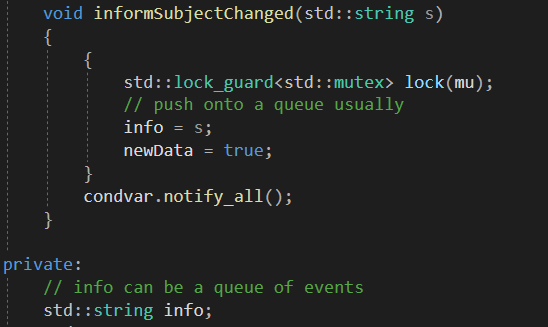 void informSubjectChanged(std::string s)
{
{
std::lock_guard<std::mutex> lock(mu);
// push onto a queue usually
info = s;
newData = true;
}
condvar.notify_all();
}
private:
// info can be a queue of events
std::string info;